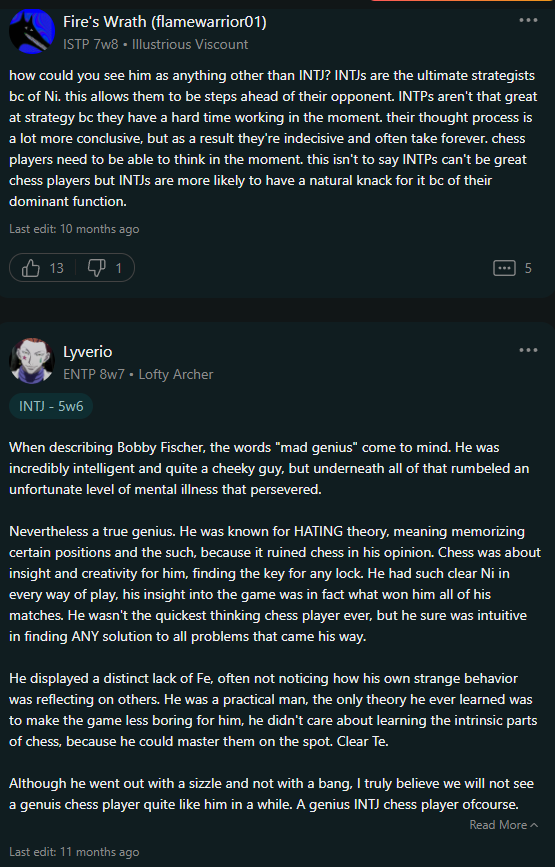 Fire's Wrath (flamewarrior01)
ISTP 7w8 • Illustrious Viscount
how could you see him as anything other than INTJ? INTJs are the ultimate strategists
bc of Ni. this allows them to be steps ahead of their opponent. INTPs aren't that great
at strategy bc they have a hard time working in the moment. their thought process is
a lot more conclusive, but as a result they're indecisive and often take forever. chess
players need to be able to think in the moment. this isn't to say INTPs can't be great
chess players but INTJs are more likely to have a natural knack for it bc of their
dominant function.
Last edit: 10 months ago
13 1 5
Lyverio
ENTP 8w7 • Lofty Archer
INTJ - 5w6
When describing Bobby Fischer, the words "mad genius" come to mind. He was
incredibly intelligent and quite a cheeky guy, but underneath all of that rumbeled an
unfortunate level of mental illness that persevered.
Nevertheless a true genius. He was known for HATING theory, meaning memorizing
certain positions and the such, because it ruined chess in his opinion. Chess was about
insight and creativity for him, finding the key for any lock. He had such clear Ni in
every way of play, his insight into the game was in fact what won him all of his
matches. He wasn't the quickest thinking chess player ever, but he sure was intuitive
in finding ANY solution to all problems that came his way.
He displayed a distinct lack of Fe, often not noticing how his own strange behavior
was reflecting on others. He was a practical man, the only theory he ever learned was
to make the game less boring for him, he didn't care about learning the intrinsic parts
of chess, because he could master them on the spot. Clear Te.
Although he went out with a sizzle and not with a bang, I truly believe we will not see
a genuis chess player quite like him in a while. A genius INTJ chess player ofcourse.
Read More
Last edit: 11 months ago